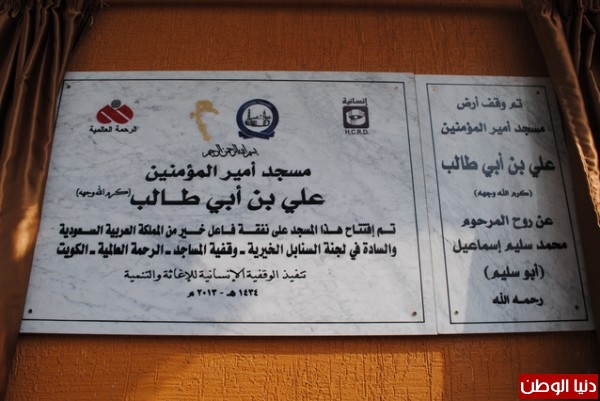 الرحمة العالمية
إنسانية
H.C.R.D.
بسم الله الرحمن الرحيم
مسجد أمير المؤمنين
علي بن أبي طالب (كرم الله وجهه)
تم إفتتاح هذا المسجد على نفقة فاعل خير من المملكة العربية السعودية
والسادة في لجنة السنابل الخيرية - وقفية المساجد - الرحمة العالمية - الكويت
تنفيذ الوقفية الإنسانية للإغاثة والتنمية
١٤٣٤ هـ - ٢٠١٣ م
تم وقف أرض
مسجد أمير المؤمنين
علي بن أبي طالب
(كرم الله وجهه)
عن روح المرحوم
محمد سليم إسماعيل
(أبو سليم)
رحمه الله
دنيا الوطن